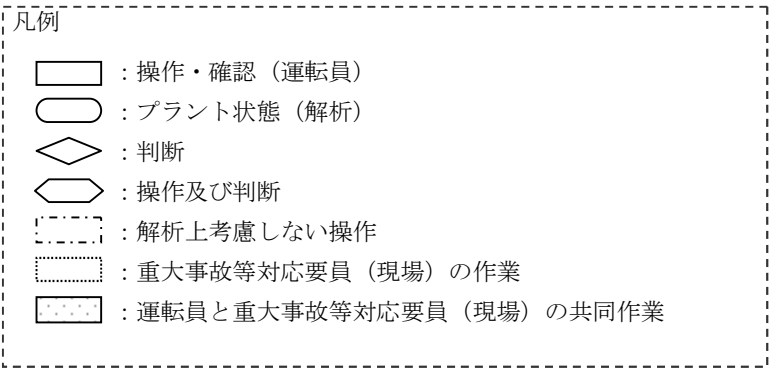 凡例
：操作・確認（運転員）
：プラント状態（解析）
：判断
：操作及び判断
：解析上考慮しない操作
：重大事故等対応要員（現場）の作業
：運転員と重大事故等対応要員（現場）の共同作業